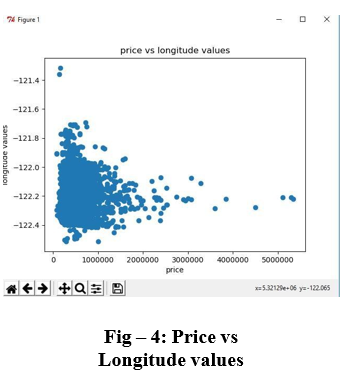 Figure 1
price vs longitude values
−121.4
−121.6
−121.8
−122.0
−122.2
−122.4
longitude values
0
1000000 2000000 3000000 4000000 5000000
price
x=5.32129e+06 y=-122.065
Fig – 4: Price vs
Longitude values